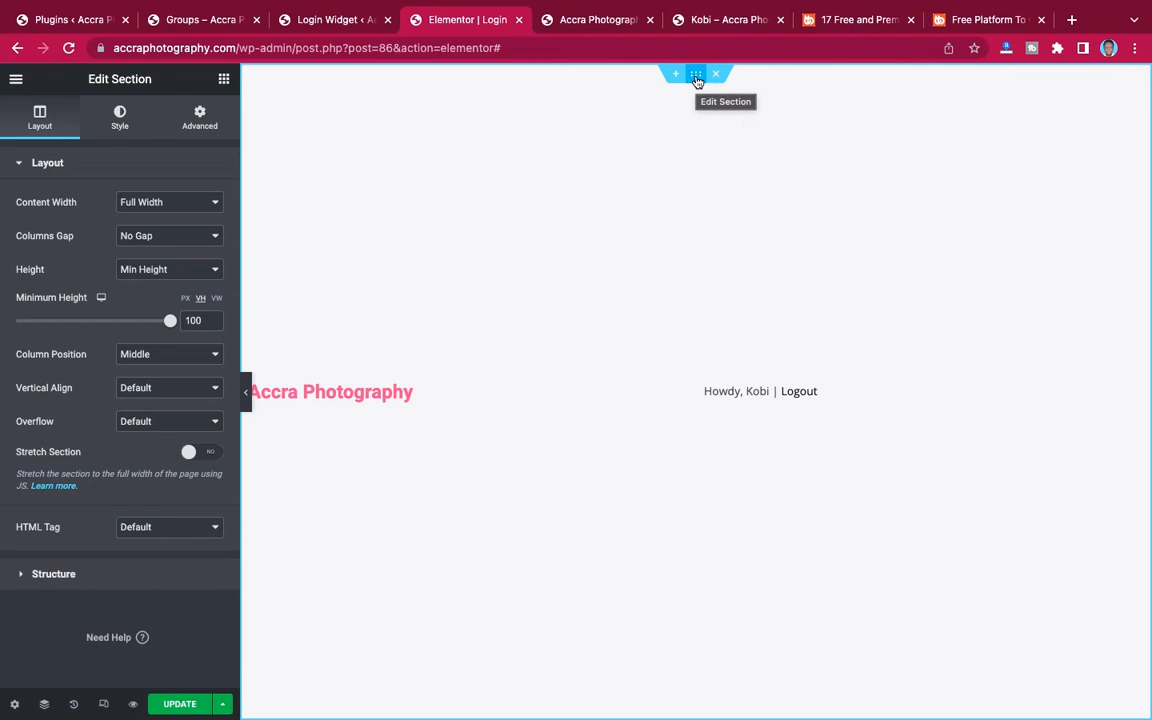 Plugins ‹ Accra P
Groups – Accra P
Login Widget ‹ A
Elementor | Login
Accra Photograph
Kobi – Accra Pho
17 Free and Prem
Free Platform To
accraphotography.com/wp-admin/post.php?post=86&action=elementor#
Edit Section
Layout
Style
Advanced
Edit Section
Layout
Content Width
Full Width
Columns Gap
No Gap
Height
Min Height
Minimum Height
PX VH VW
100
Column Position
Middle
Vertical Align
Default
Accra Photography
Howdy, Kobi | Logout
Overflow
Default
Stretch Section
NO
Stretch the section to the full width of the page using
JS. Learn more.
HTML Tag
Default
Structure
Need Help ?
UPDATE